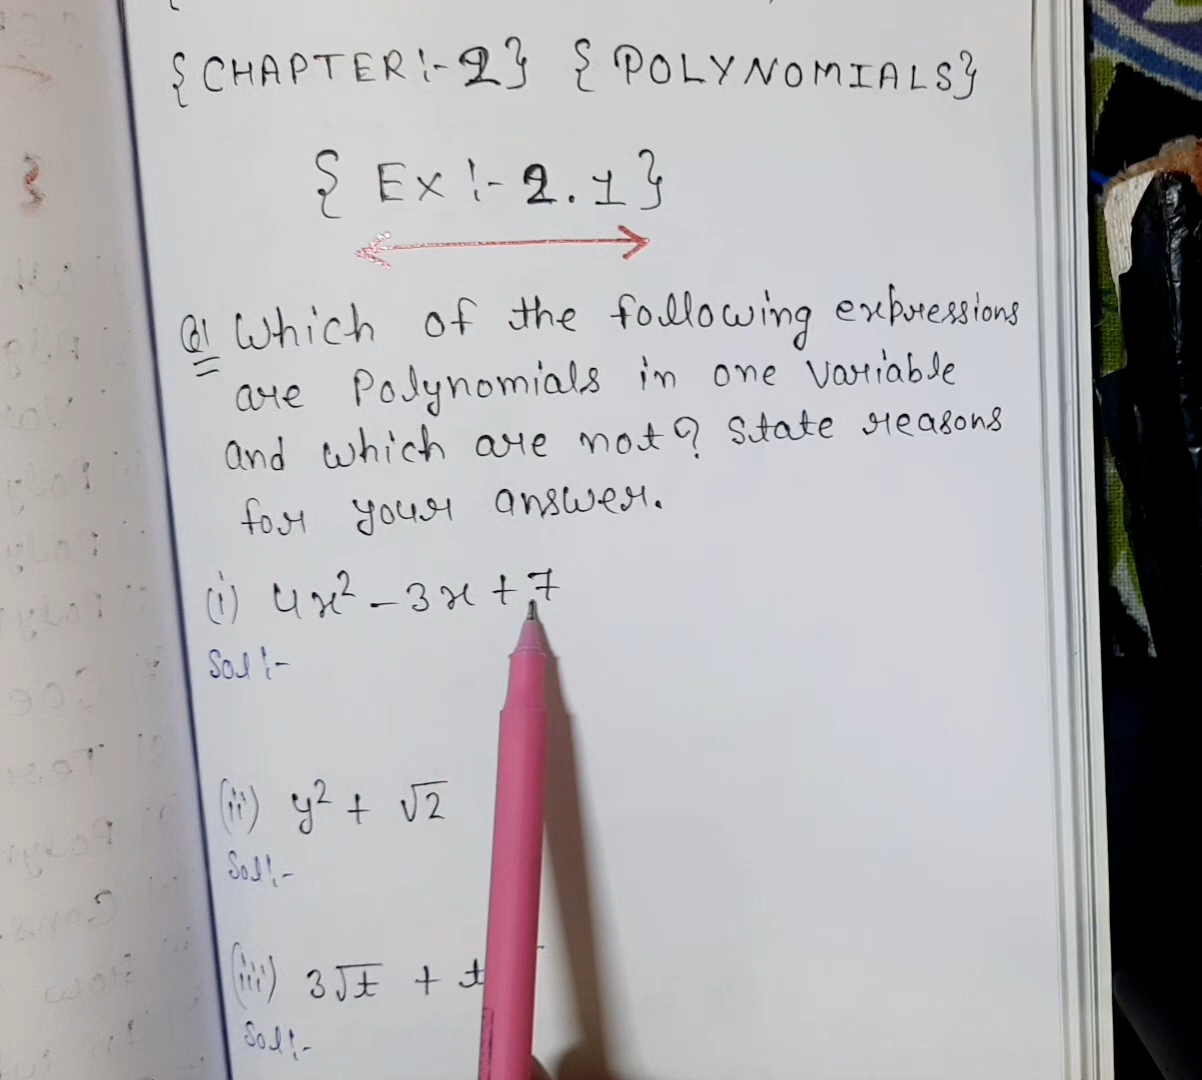 {CHAPTER:-2} {POLYNOMIALS}
{Ex:-2.1}
Q1 Which of the following expressions
are Polynomials in one Variable
and which are not? State reasons
for your answer.
(i) 4x² - 3x + 7
Sol:-
(ii) y² + √2
Sol:-
(iii) 3√t + t
Sol:-